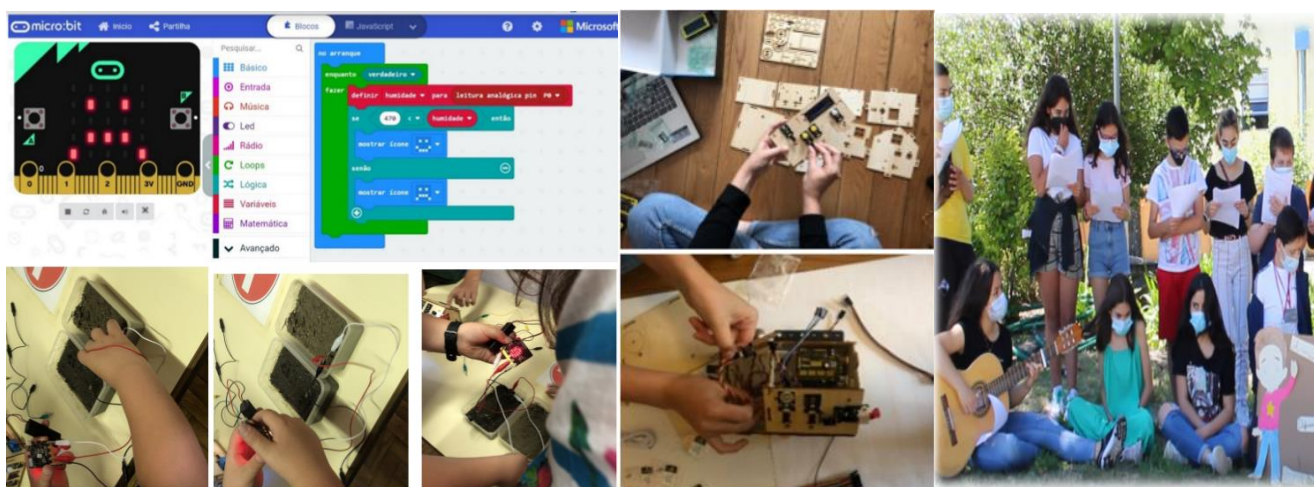 micro:bit
Início
Partilha
Blocos
JavaScript
Microsoft
Pesquisar...
Básico
Entrada
Música
Led
Rádio
Loops
Lógica
Variáveis
Matemática
Avançado
no arranque
enquanto verdadeiro
fazer
definir humidade para leitura analógica pin P0
se 470 < humidade então
mostrar ícone
senão
mostrar ícone
0 1 2 3V GND